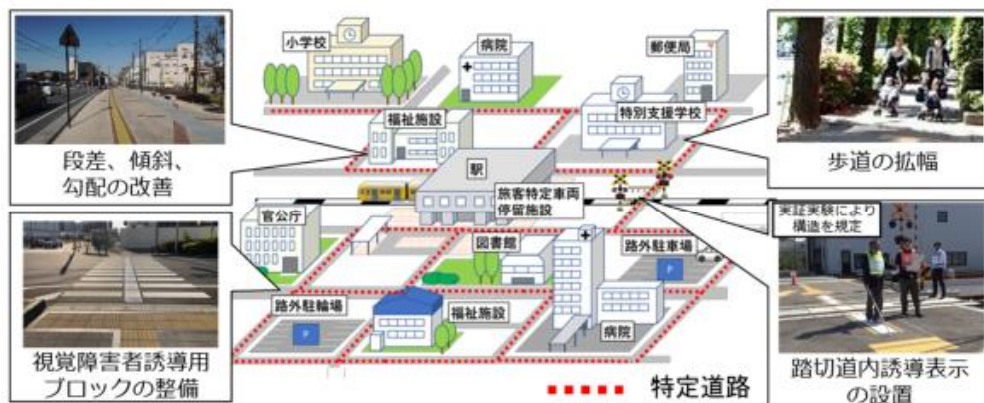 小学校
病院
郵便局
福祉施設
特別支援学校
段差、傾斜、
勾配の改善
歩道の拡幅
駅
旅客特定車両
停留施設
官公庁
実証実験により
構造を規定
図書館
路外駐車場
P
路外駐輪場
P
福祉施設
病院
視覚障害者誘導用
ブロックの整備
特定道路
踏切道内誘導表示
の設置